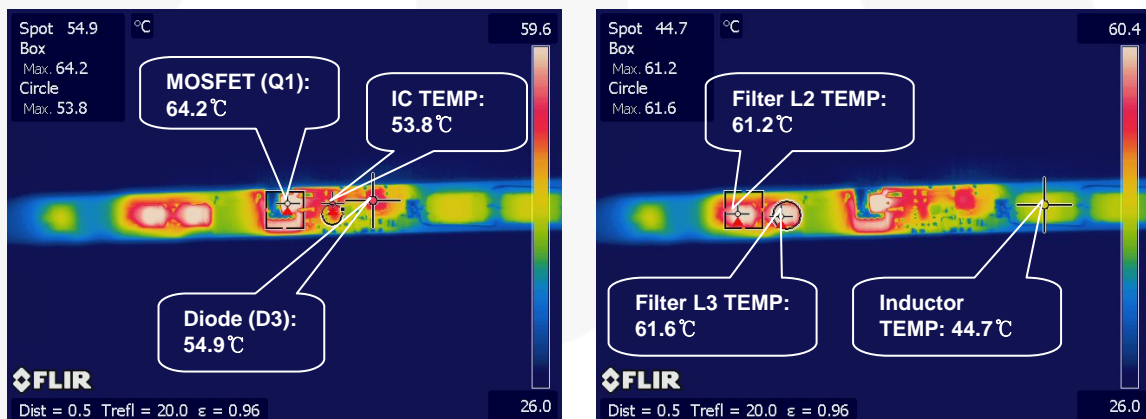 Spot 54.9 °C
Box
Max. 64.2
Circle
Max. 53.8
59.6
MOSFET (Q1):
64.2℃
IC TEMP:
53.8℃
Diode (D3):
54.9℃
FLIR
Dist = 0.5 Trefl = 20.0 ε = 0.96
26.0
Spot 44.7 °C
Box
Max. 61.2
Circle
Max. 61.6
60.4
Filter L2 TEMP:
61.2℃
Filter L3 TEMP:
61.6℃
Inductor
TEMP: 44.7℃
FLIR
Dist = 0.5 Trefl = 20.0 ε = 0.96
26.0